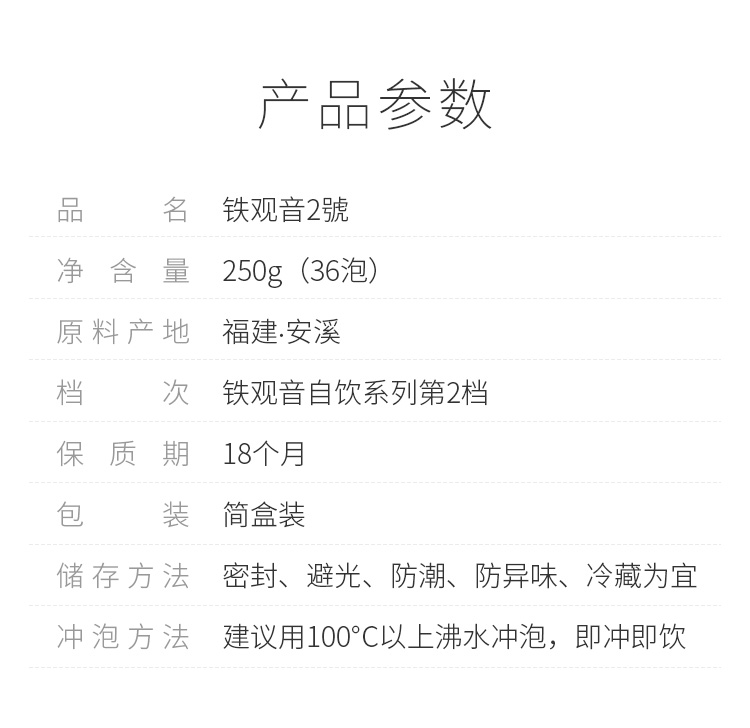 产品参数
品名 铁观音2號
净含量 250g（36泡）
原料产地 福建·安溪
档次 铁观音自饮系列第2档
保质期 18个月
包装 简盒装
储存方法 密封、避光、防潮、防异味、冷藏为宜
冲泡方法 建议用100°C以上沸水冲泡，即冲即饮